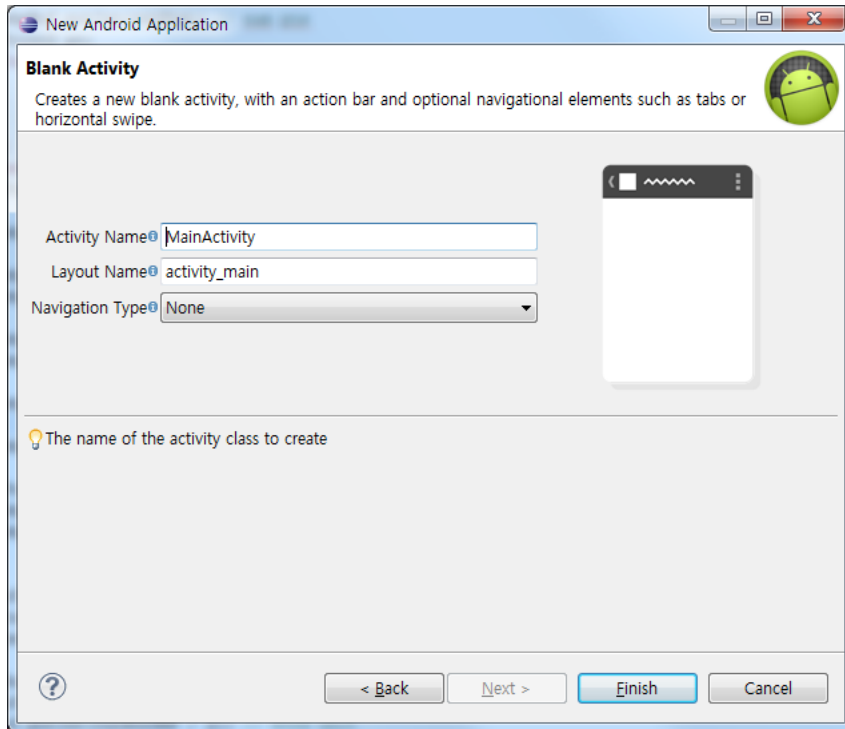 New Android Application
Blank Activity
Creates a new blank activity, with an action bar and optional navigational elements such as tabs or
horizontal swipe.
Activity Name MainActivity
Layout Name activity_main
Navigation Type None
The name of the activity class to create
< Back Next > Finish Cancel